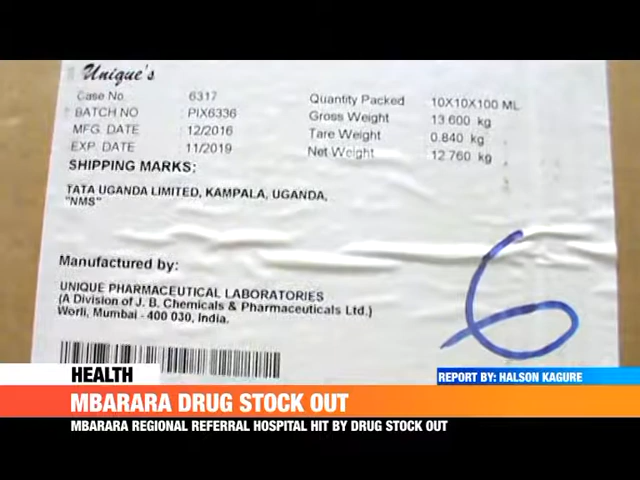 Unique's
Case No. 6317
BATCH NO PIX6336
MFG. DATE 12/2016
EXP. DATE 11/2019
Quantity Packed 10X10X100 ML
Gross Weight 13.600 kg
Tare Weight 0.840 kg
Net Weight 12.760 kg
SHIPPING MARKS:
TATA UGANDA LIMITED, KAMPALA, UGANDA,
"NMS"
Manufactured by:
UNIQUE PHARMACEUTICAL LABORATORIES
(A Division of J. B. Chemicals & Pharmaceuticals Ltd.)
Worli, Mumbai - 400 030, India.
6
HEALTH
REPORT BY: HALSON KAGURE
MBARARA DRUG STOCK OUT
MBARARA REGIONAL REFERRAL HOSPITAL HIT BY DRUG STOCK OUT